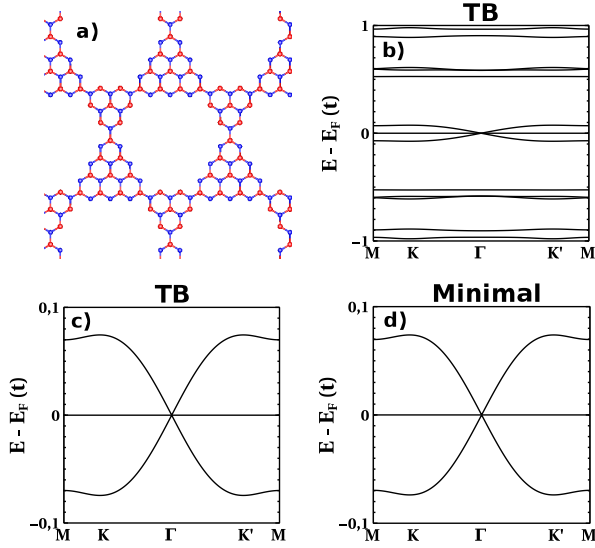 a)
TB
b)
E - E_F (t)
1
0
−1
M K Γ K' M
TB
c)
E - E_F (t)
0,1
0
−0,1
M K Γ K' M
Minimal
d)
E - E_F (t)
0,1
0
−0,1
M K Γ K' M